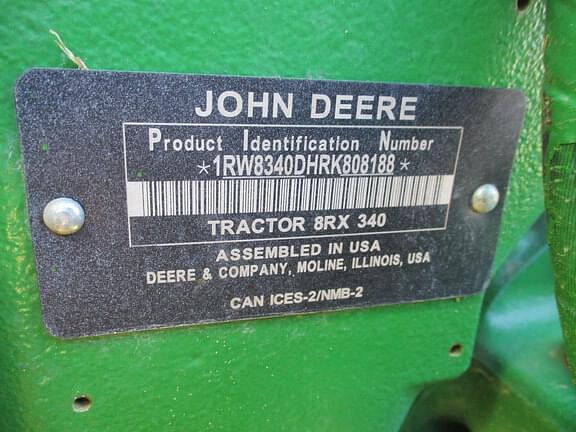 JOHN DEERE
Product Identification Number
*1RW8340DHRK808188*
TRACTOR 8RX 340
ASSEMBLED IN USA
DEERE & COMPANY, MOLINE, ILLINOIS, USA
CAN ICES-2/NMB-2